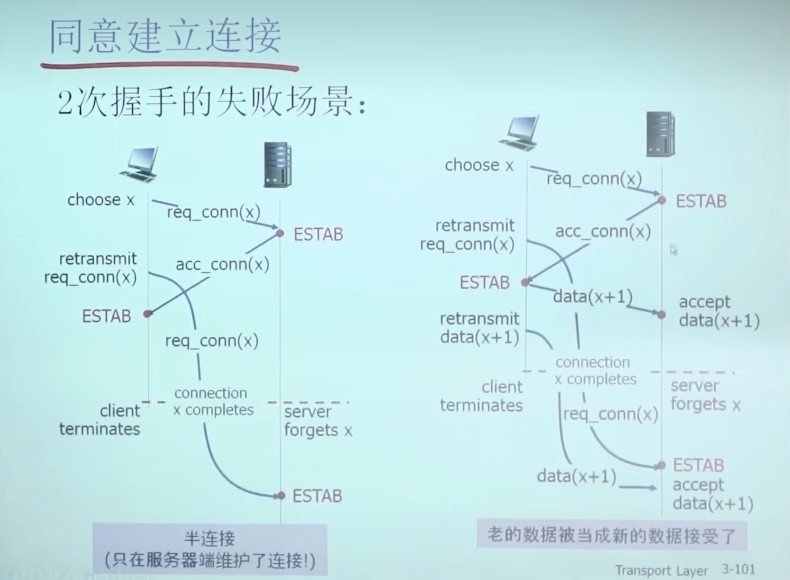 同意建立连接
2次握手的失败场景：
choose x
req_conn(x)
ESTAB
retransmit
req_conn(x)
acc_conn(x)
ESTAB
req_conn(x)
connection
x completes
client
terminates
server
forgets x
ESTAB
半连接
(只在服务器端维护了连接!)
choose x
req_conn(x)
ESTAB
retransmit
req_conn(x)
acc_conn(x)
ESTAB
data(x+1)
accept
data(x+1)
retransmit
data(x+1)
connection
x completes
client
terminates
server
forgets x
req_conn(x)
ESTAB
data(x+1)
accept
data(x+1)
老的数据被当成新的数据接受了
Transport Layer 3-101